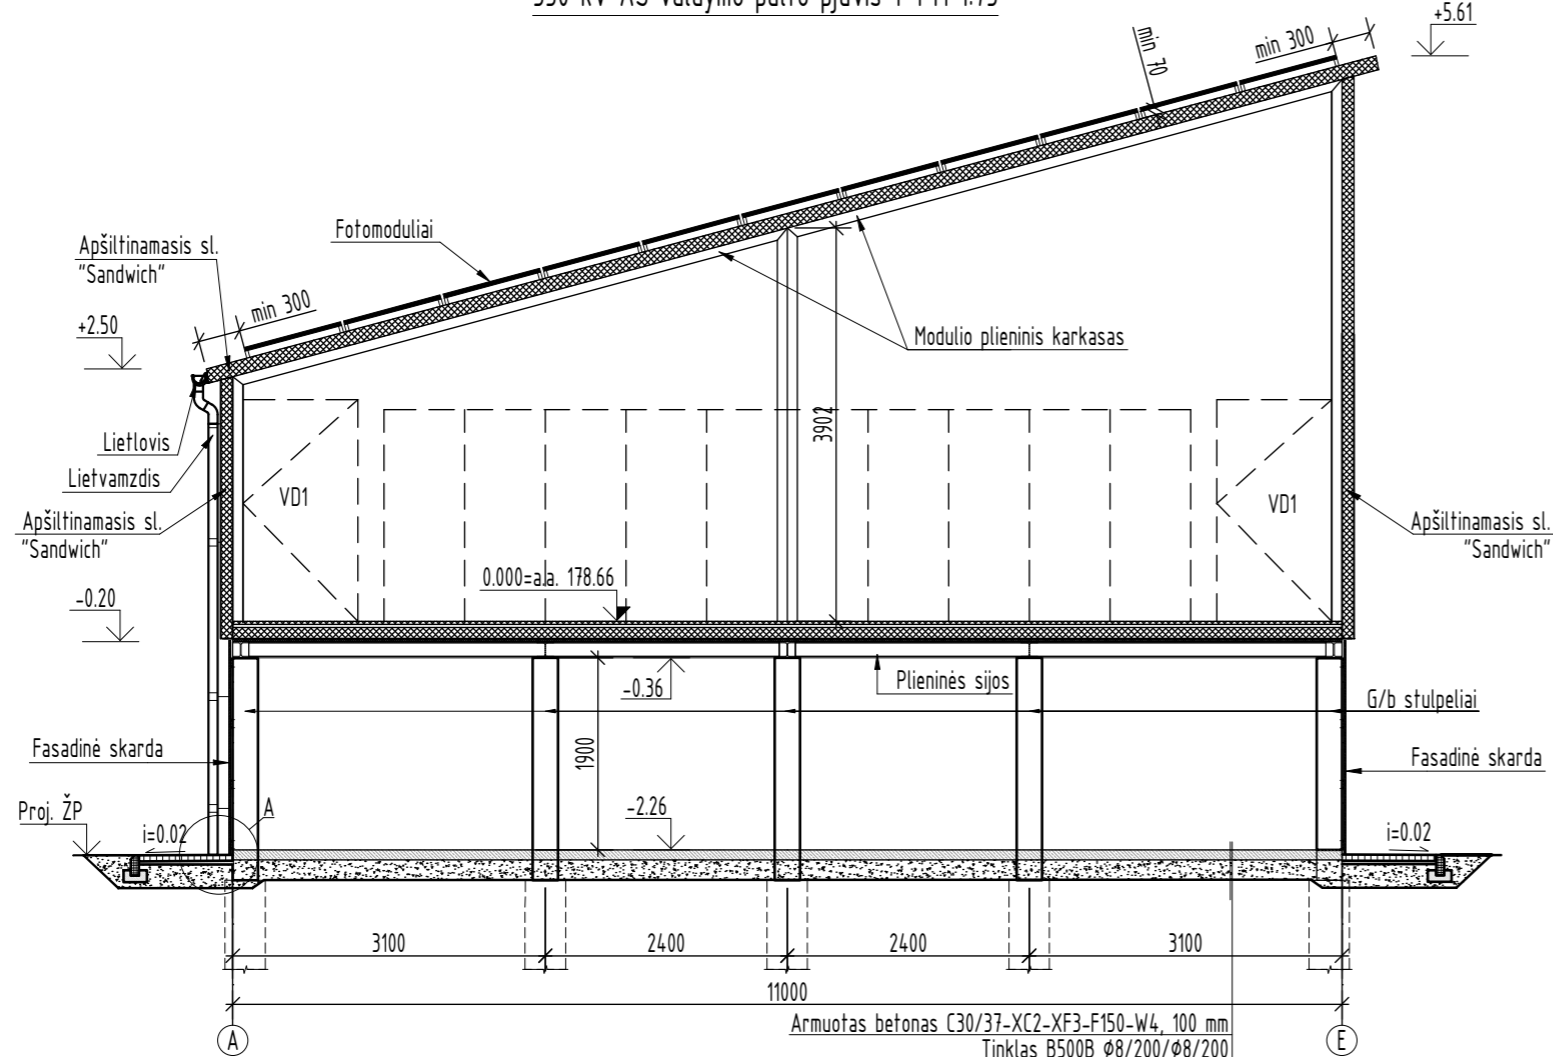 +5.61
min 300
min 70
Fotomoduliai
Apšiltinamasis sl.
"Sandwich"
min 300
+2.50
Modulio plieninis karkasas
Lietlovis
Lietvamzdis
3902
VD1
VD1
Apšiltinamasis sl.
"Sandwich"
Apšiltinamasis sl.
"Sandwich"
0.000=a.a. 178.66
-0.20
-0.36
Plieninės sijos
G/b stulpeliai
1900
Fasadinė skarda
Fasadinė skarda
-2.26
Proj. ŽP
A
i=0.02
i=0.02
3100
2400
2400
3100
11000
Armuotas betonas C30/37-XC2-XF3-F150-W4, 100 mm
Tinklas B500B Ø8/200/Ø8/200
A
E